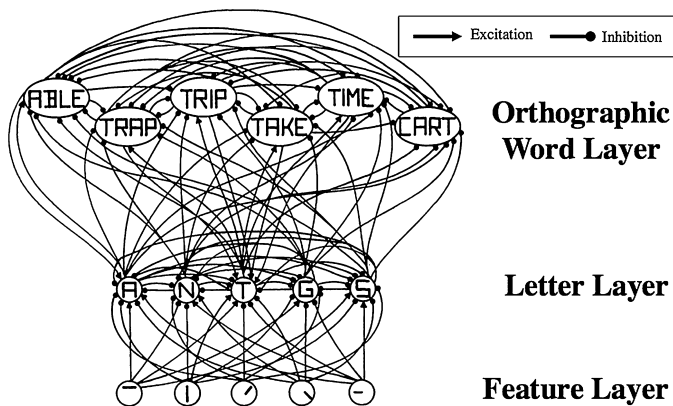 Excitation
Inhibition
ABLE
TRIP
TIME
TRAP
TAKE
CART
Orthographic
Word Layer
A
N
T
G
S
Letter Layer
Feature Layer